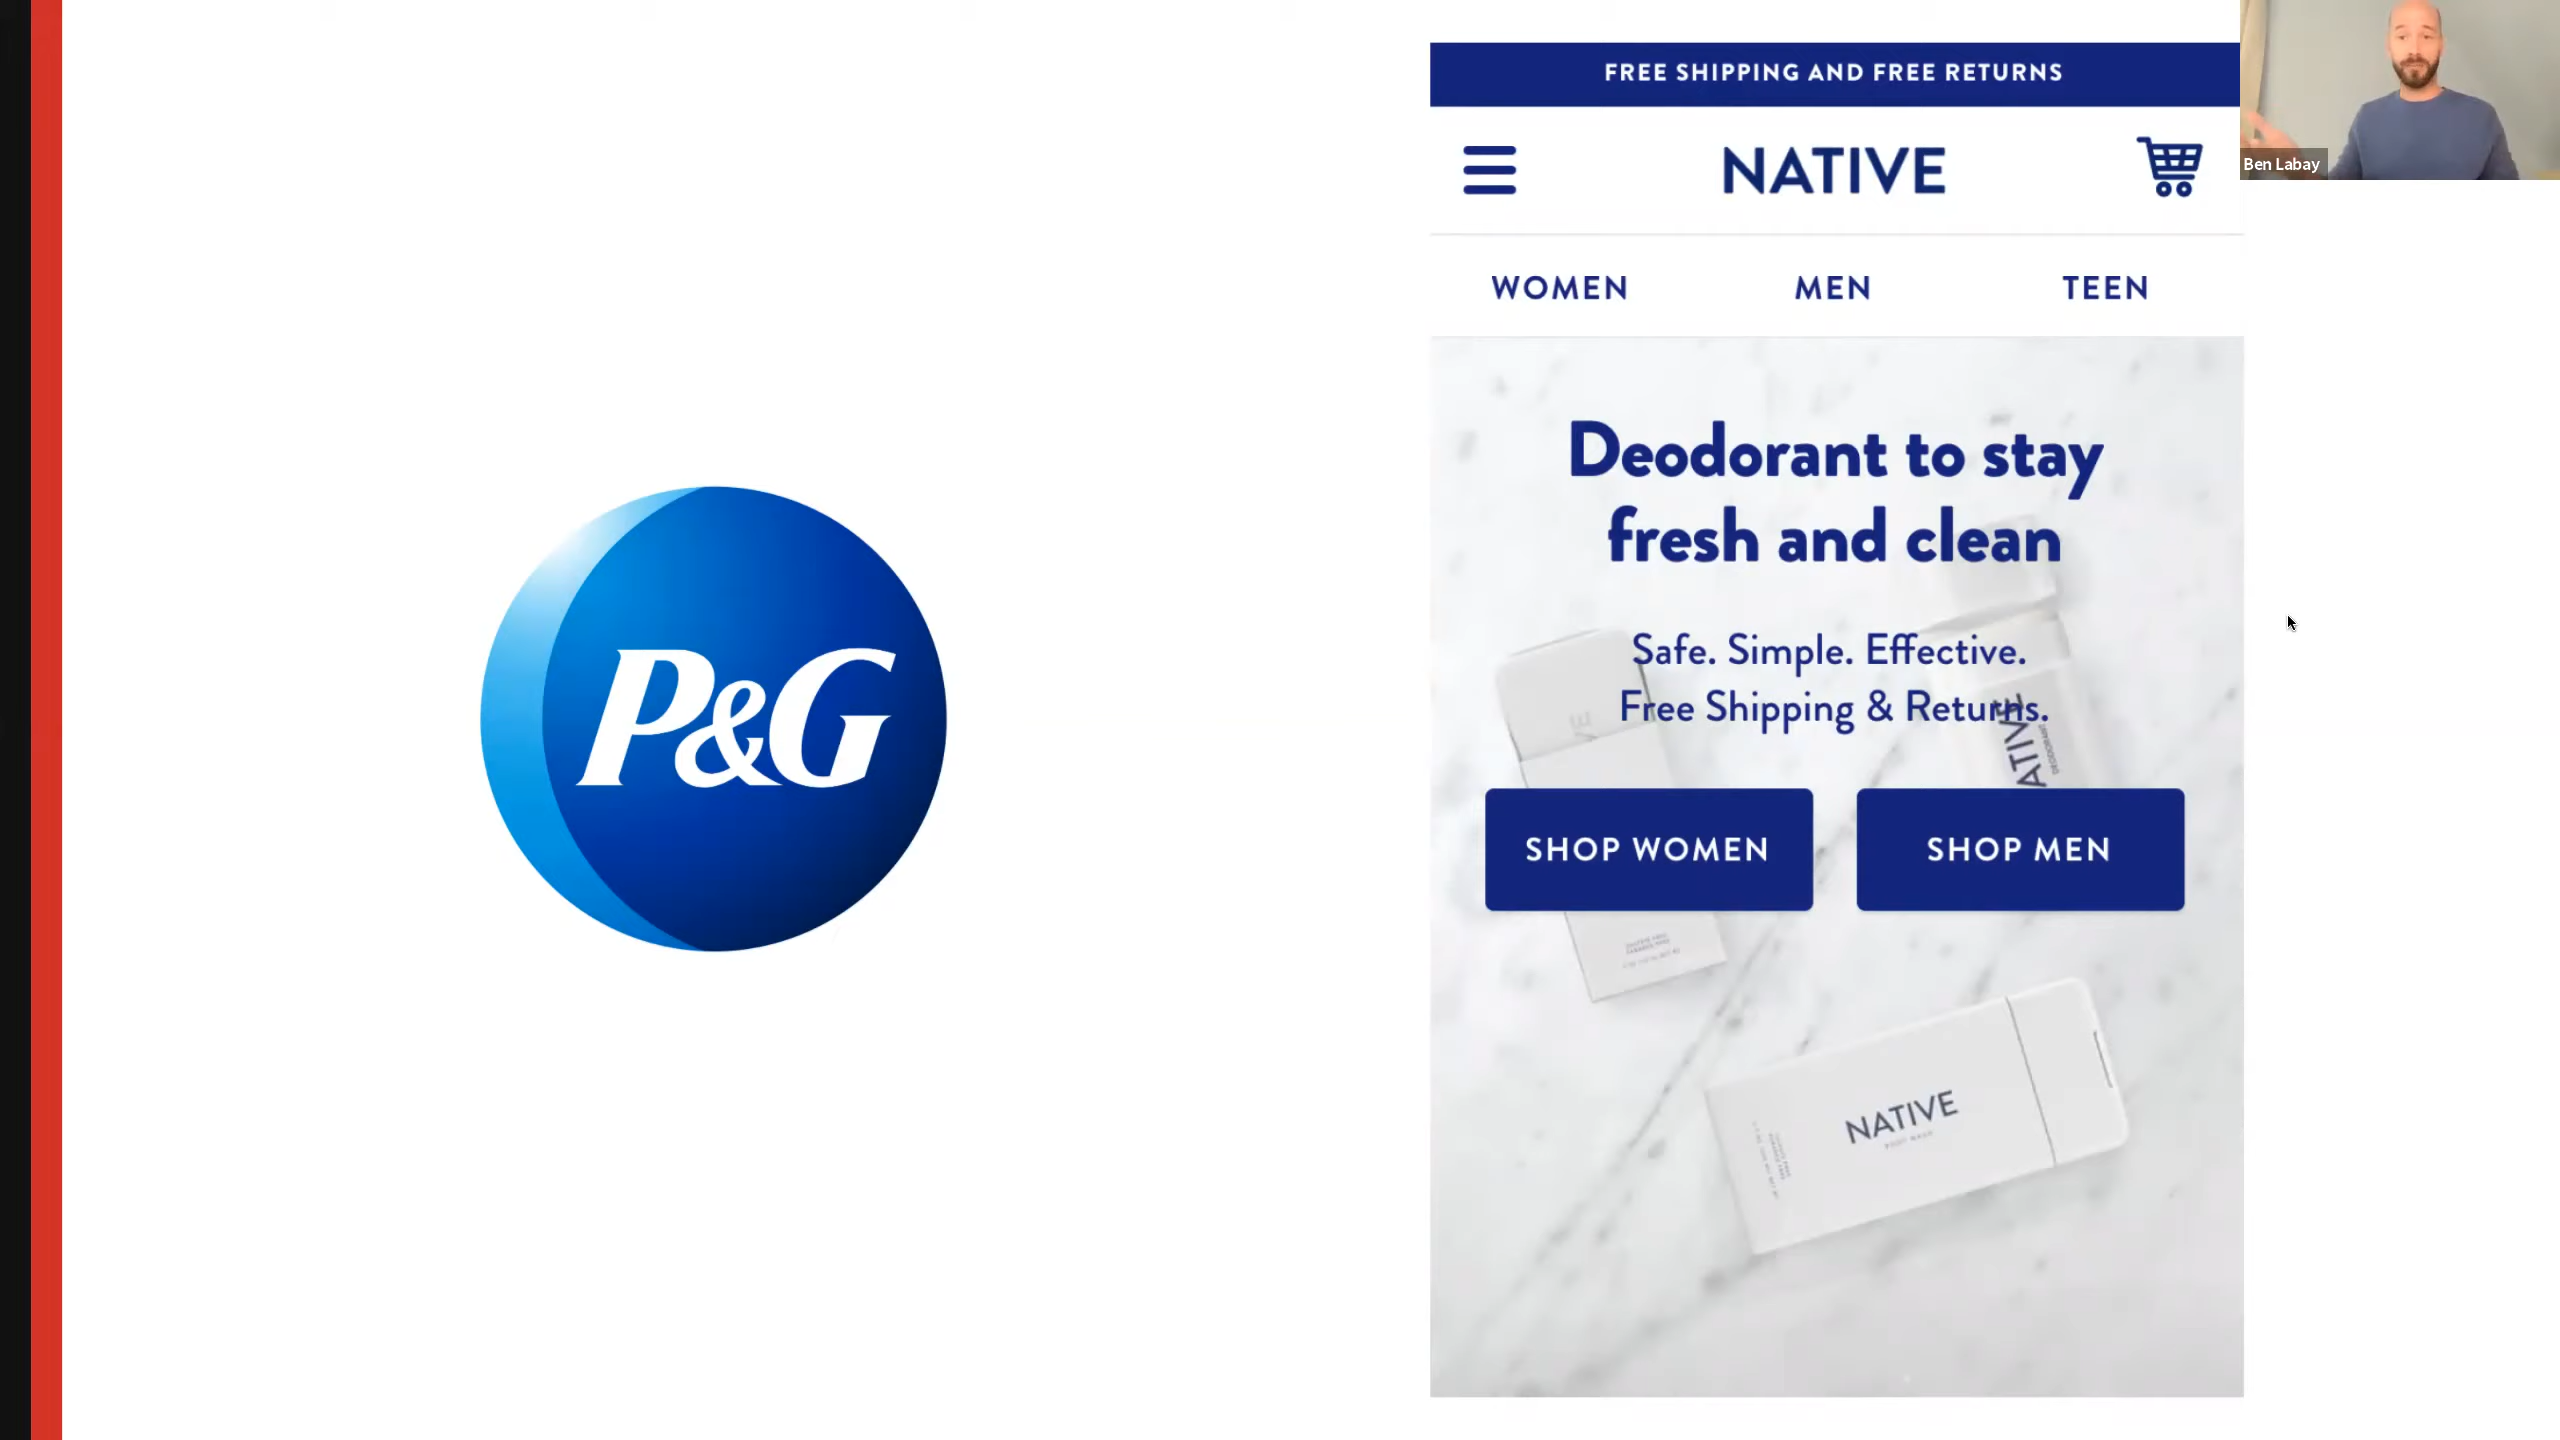 FREE SHIPPING AND FREE RETURNS
NATIVE
Ben Labay
WOMEN MEN TEEN
Deodorant to stay
fresh and clean
Safe. Simple. Effective.
Free Shipping & Returns.
P&G
ATIVE
SHOP WOMEN SHOP MEN
NATIVE